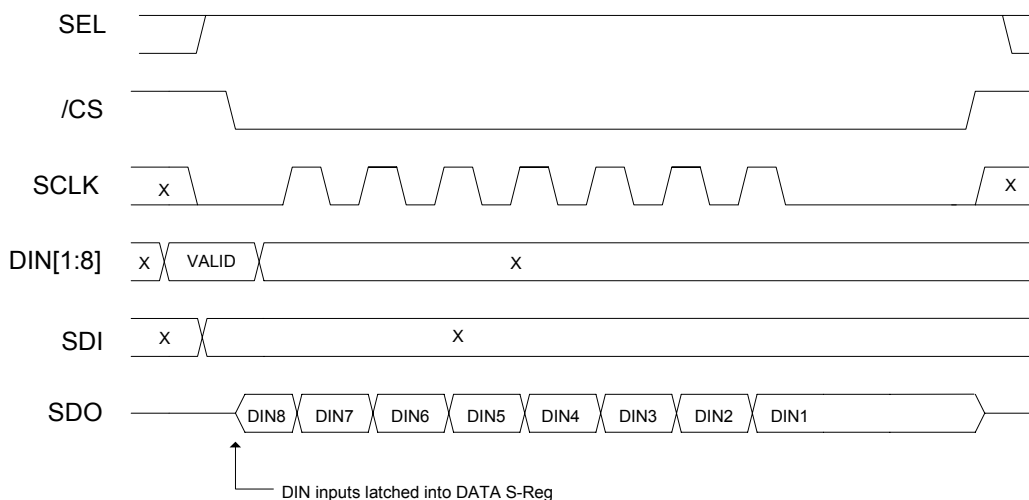 SEL
/CS
SCLK X X
DIN[1:8] X VALID X
SDI X X
SDO DIN8 DIN7 DIN6 DIN5 DIN4 DIN3 DIN2 DIN1
DIN inputs latched into DATA S-Reg